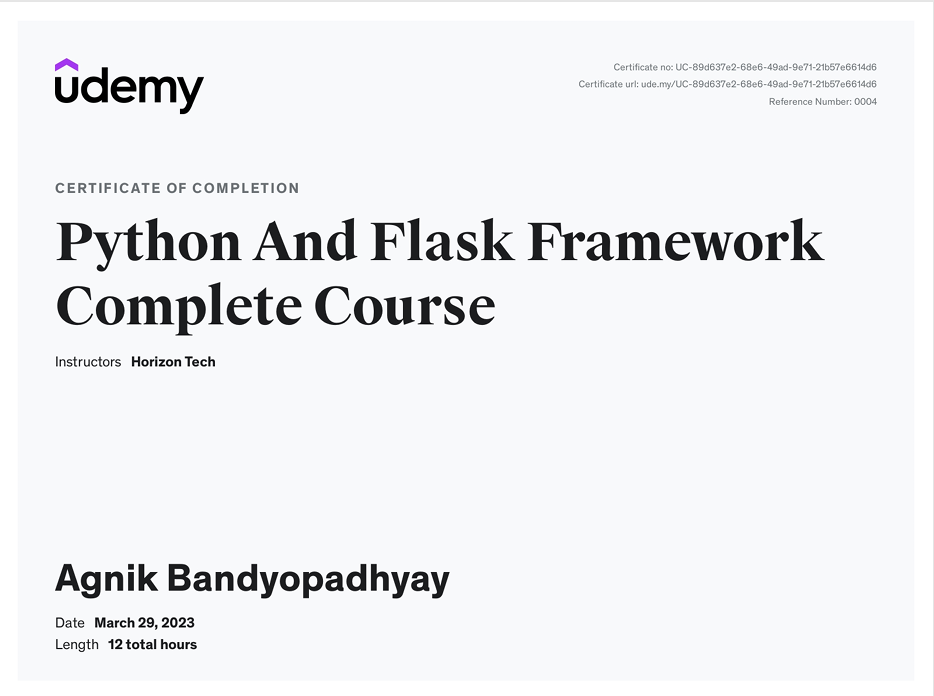 udemy
Certificate no: UC-89d637e2-68e6-49ad-9e71-21b57e6614d6
Certificate url: ude.my/UC-89d637e2-68e6-49ad-9e71-21b57e6614d6
Reference Number: 0004
CERTIFICATE OF COMPLETION
Python And Flask Framework
Complete Course
Instructors Horizon Tech
Agnik Bandyopadhyay
Date March 29, 2023
Length 12 total hours